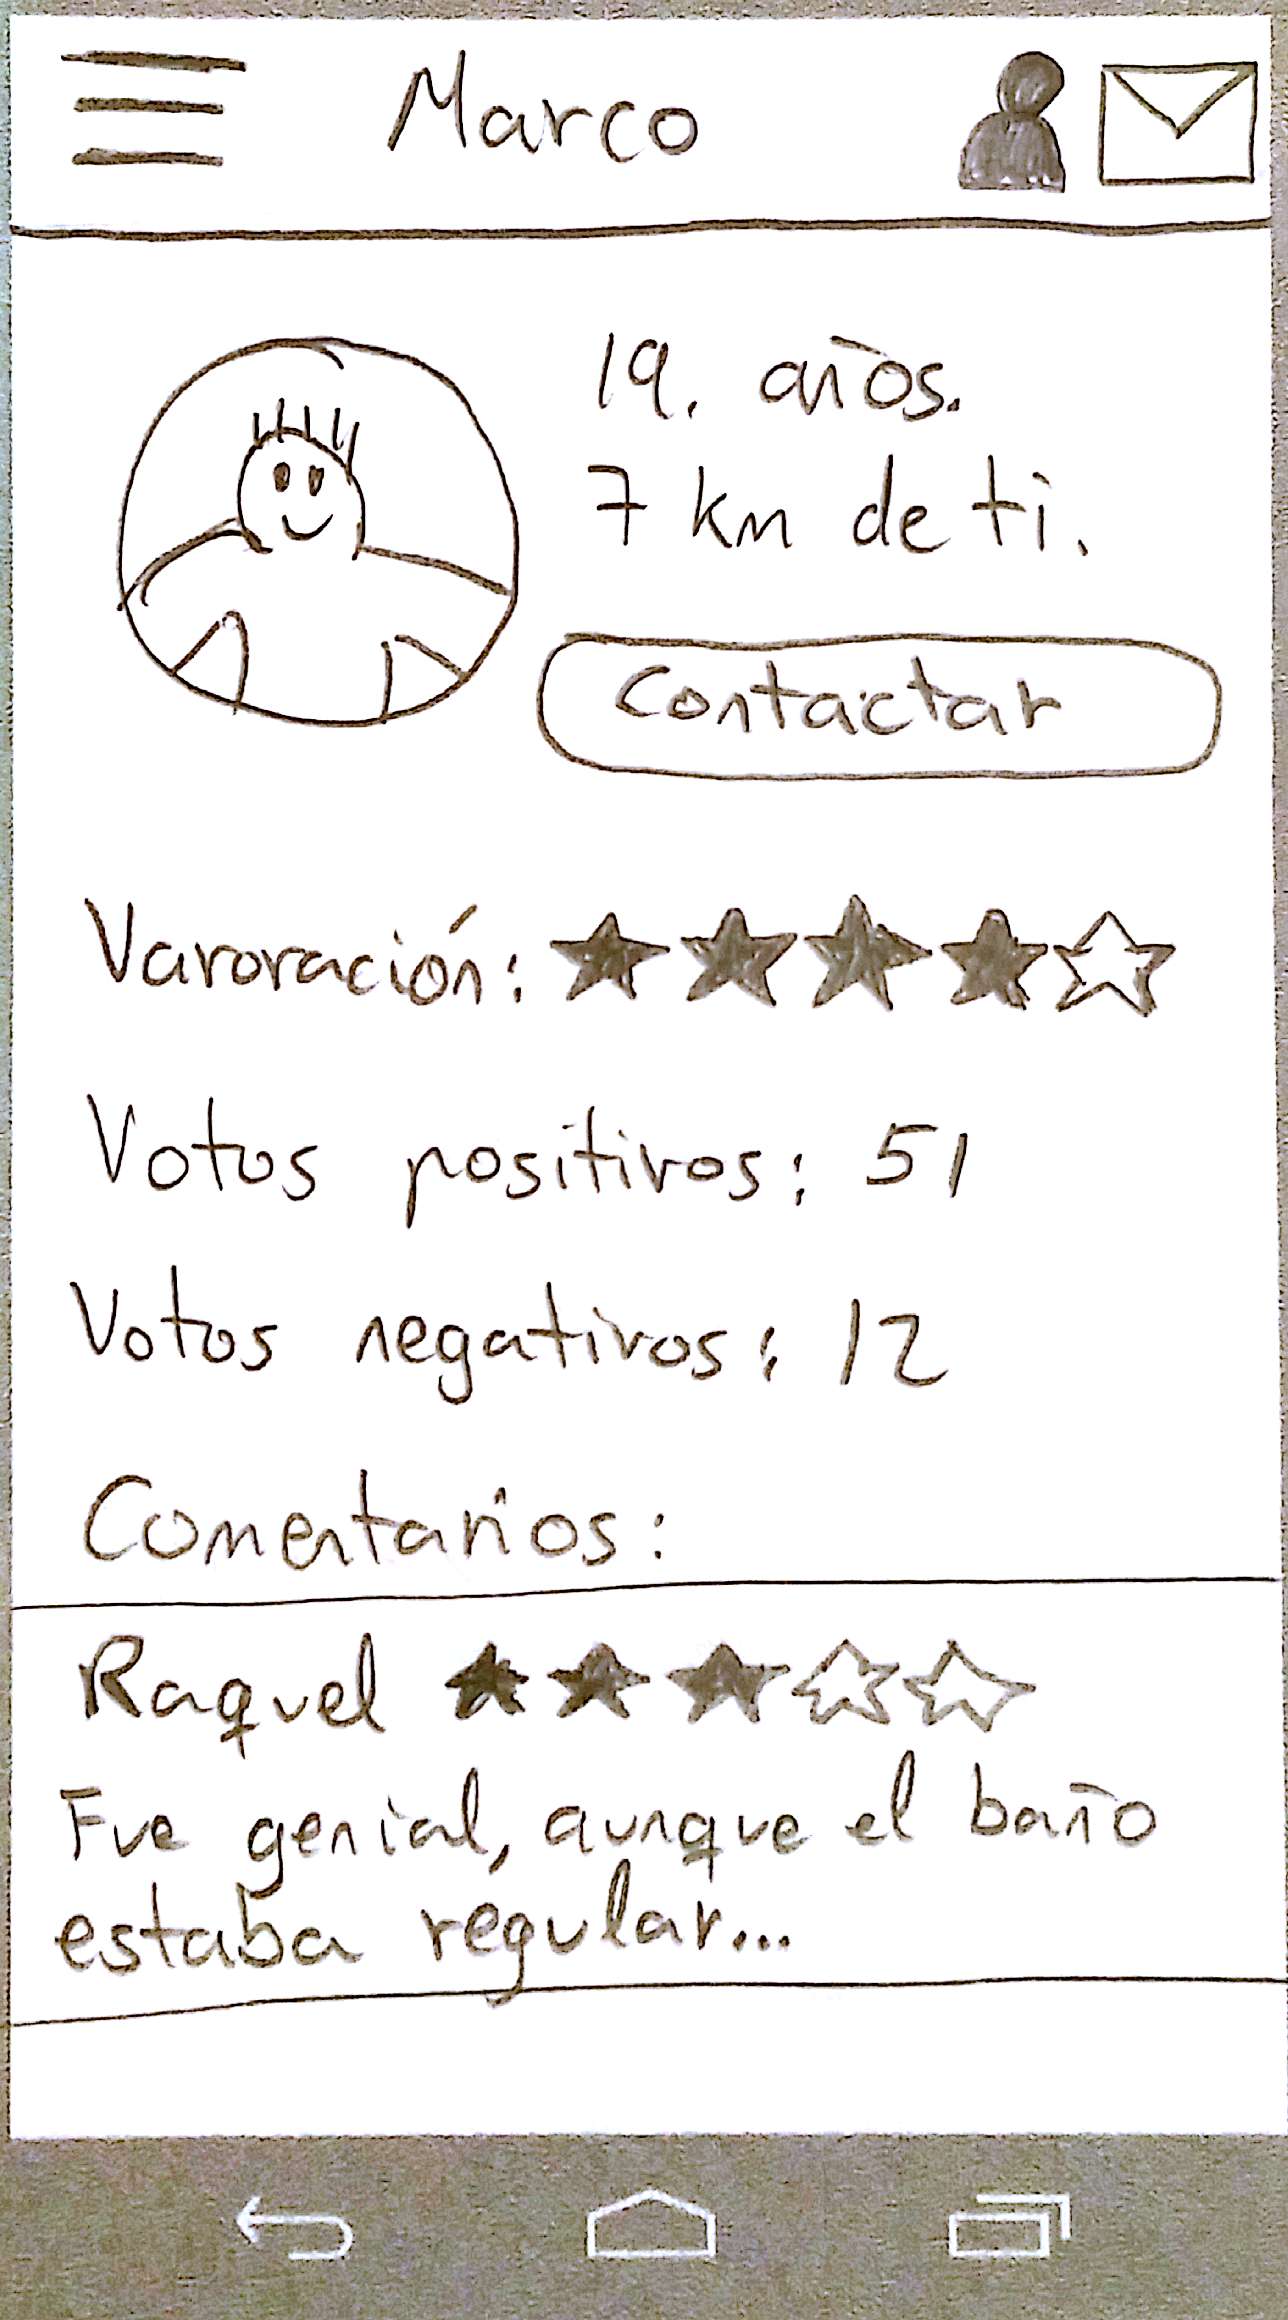 Marco
19. años.
7 km de ti.
Contactar
Varoración:
Votos positivos: 51
Votos negativos: 12
Comentarios:
Raquel
Fue genial, aunque el baño
estaba regular...